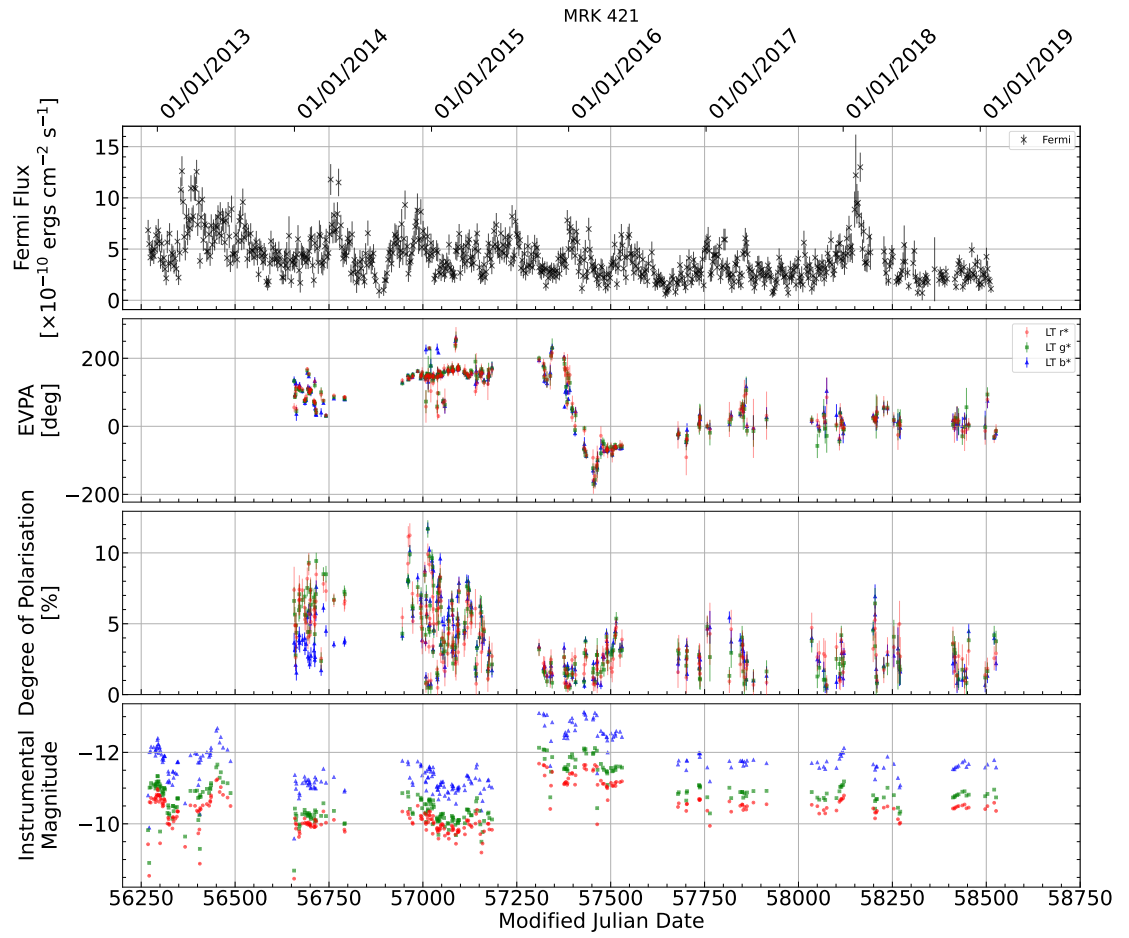 MRK 421
01/01/2013 01/01/2014 01/01/2015 01/01/2016 01/01/2017 01/01/2018 01/01/2019
Fermi Flux
[×10⁻¹⁰ ergs cm⁻² s⁻¹]
15
10
5
0
Fermi
EVPA
[deg]
200
0
−200
LT r*
LT g*
LT b*
Degree of Polarisation
[%]
10
5
0
Instrumental
Magnitude
−12
−10
56250 56500 56750 57000 57250 57500 57750 58000 58250 58500 58750
Modified Julian Date